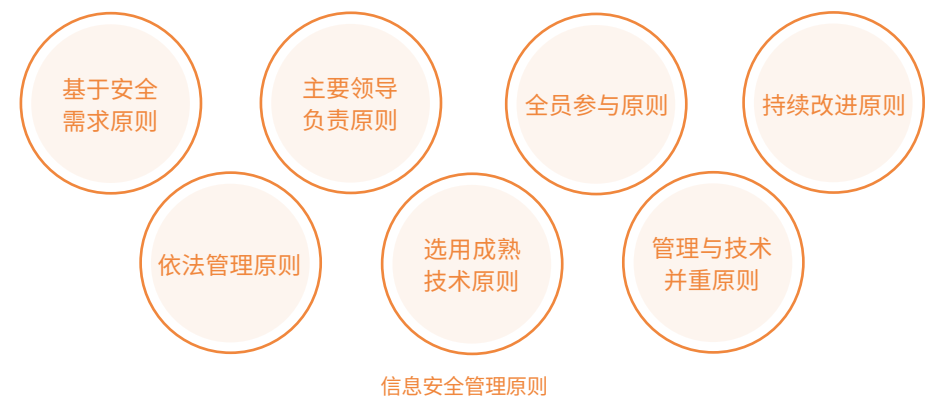 基于安全
需求原则
主要领导
负责原则
全员参与原则
持续改进原则
依法管理原则
选用成熟
技术原则
管理与技术
并重原则
信息安全管理原则